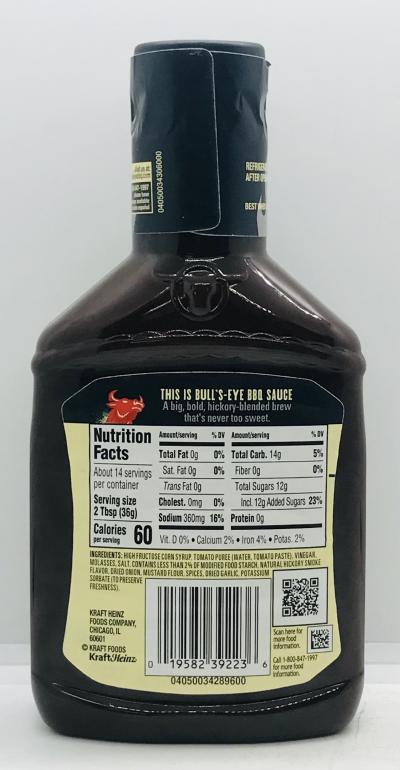 04050034306000
REFRIGER
AFTER OP
BEST
THIS IS BULL'S-EYE BBQ SAUCE
A big, bold, hickory-blended brew
that's never too sweet.
Nutrition
Facts
About 14 servings
per container
Serving size
2 Tbsp (36g)
Calories 60
per serving
Amount/serving % DV
Total Fat 0g 0%
Sat. Fat 0g 0%
Trans Fat 0g
Cholest. 0mg 0%
Sodium 360mg 16%
Amount/serving % DV
Total Carb. 14g 5%
Fiber 0g 0%
Total Sugars 12g
Incl. 12g Added Sugars 23%
Protein 0g
Vit. D 0% • Calcium 2% • Iron 4% • Potas. 2%
INGREDIENTS: HIGH FRUCTOSE CORN SYRUP, TOMATO PUREE (WATER, TOMATO PASTE), VINEGAR,
MOLASSES, SALT, CONTAINS LESS THAN 2% OF MODIFIED FOOD STARCH, NATURAL HICKORY SMOKE
FLAVOR, DRIED ONION, MUSTARD FLOUR, SPICES, DRIED GARLIC, POTASSIUM
SORBATE (TO PRESERVE
FRESHNESS).
KRAFT HEINZ
FOODS COMPANY,
CHICAGO, IL
60601
© KRAFT FOODS
KraftHeinz
0 19582 39223 6
04050034289600
Scan here for
more food
information.
Call 1-800-847-1997
for more food
information.